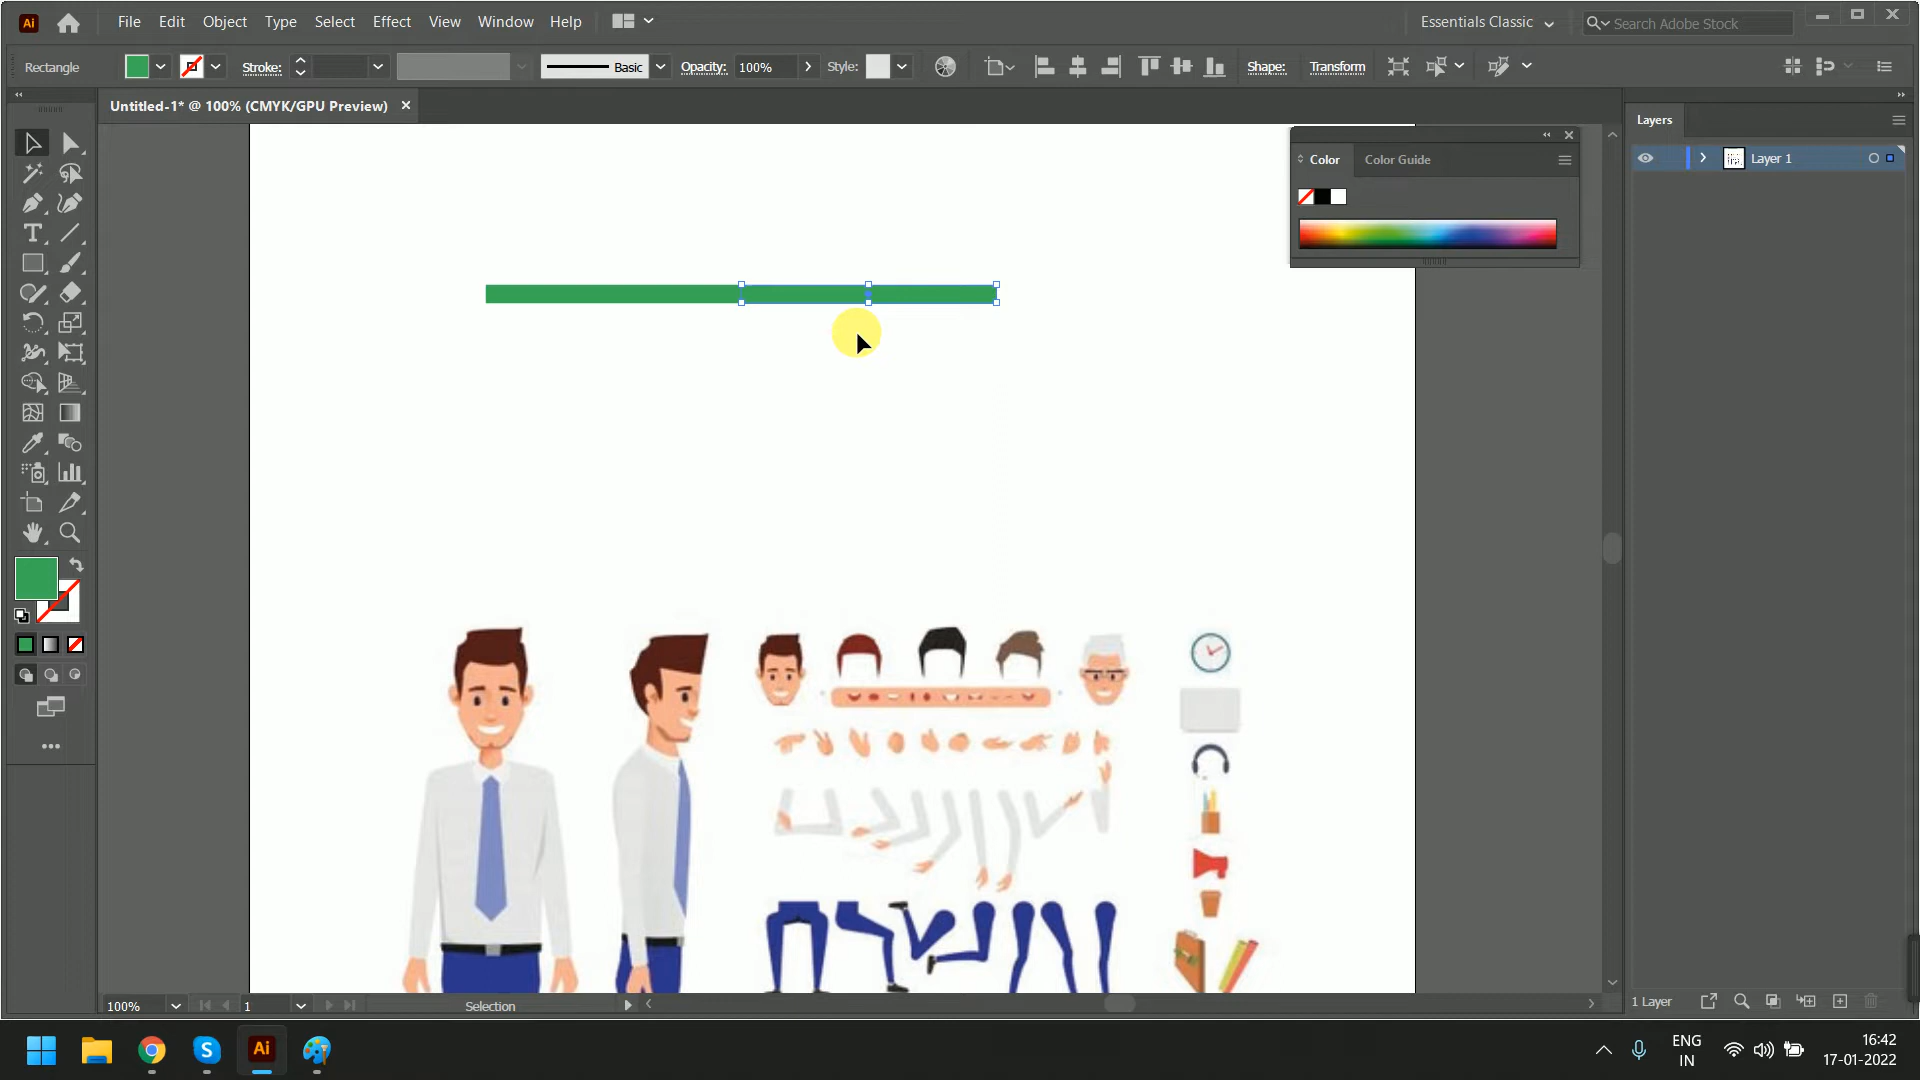 Ai File Edit Object Type Select Effect View Window Help Essentials Classic Search Adobe Stock
Rectangle Stroke: Basic Opacity: 100% Style: Shape: Transform
Untitled-1* @ 100% (CMYK/GPU Preview)
Layers
Color Color Guide
Layer 1
100% 1 Selection 1 Layer
Ai
ENG
IN
16:42
17-01-2022